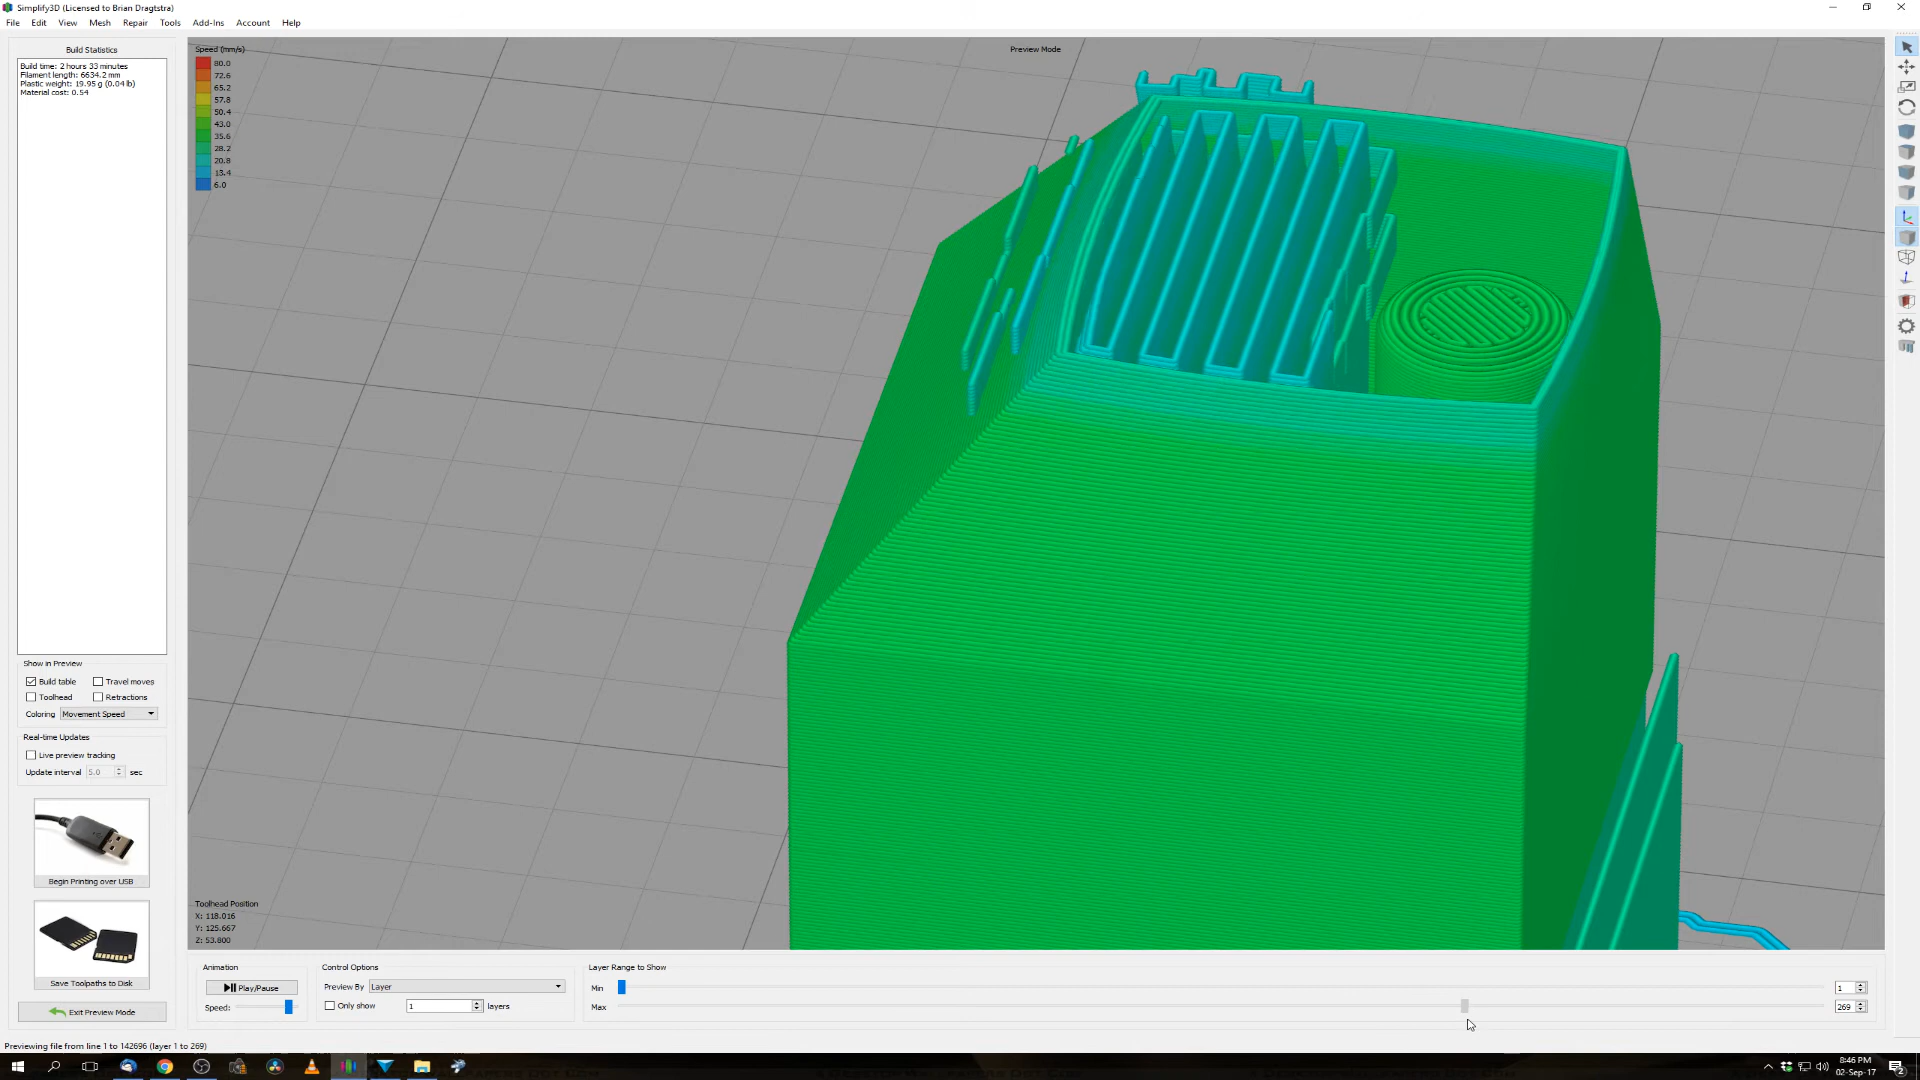 Simplify3D (Licensed to Brian Dragtstra)
File Edit View Mesh Repair Tools Add-Ins Account Help
Build Statistics
Build time: 2 hours 33 minutes
Filament length: 6634.2 mm
Plastic weight: 19.95 g (0.04 lb)
Material cost: 0.54
Speed (mm/s)
80.0
72.6
65.2
57.8
50.4
43.0
35.6
28.2
20.8
13.4
6.0
Preview Mode
Show in Preview
Build table Travel moves
Toolhead Retractions
Coloring Movement Speed
Real-time Updates
Live preview tracking
Update interval 5.0 sec
Begin Printing over USB
Save Toolpaths to Disk
Exit Preview Mode
Toolhead Position
X: 118.016
Y: 125.667
Z: 53.800
Animation
Play/Pause
Speed:
Control Options
Preview By Layer
Only show 1 layers
Layer Range to Show
Min 1
Max 269
Previewing file from line 1 to 142696 (layer 1 to 269)
8:46 PM
02-Sep-17
2